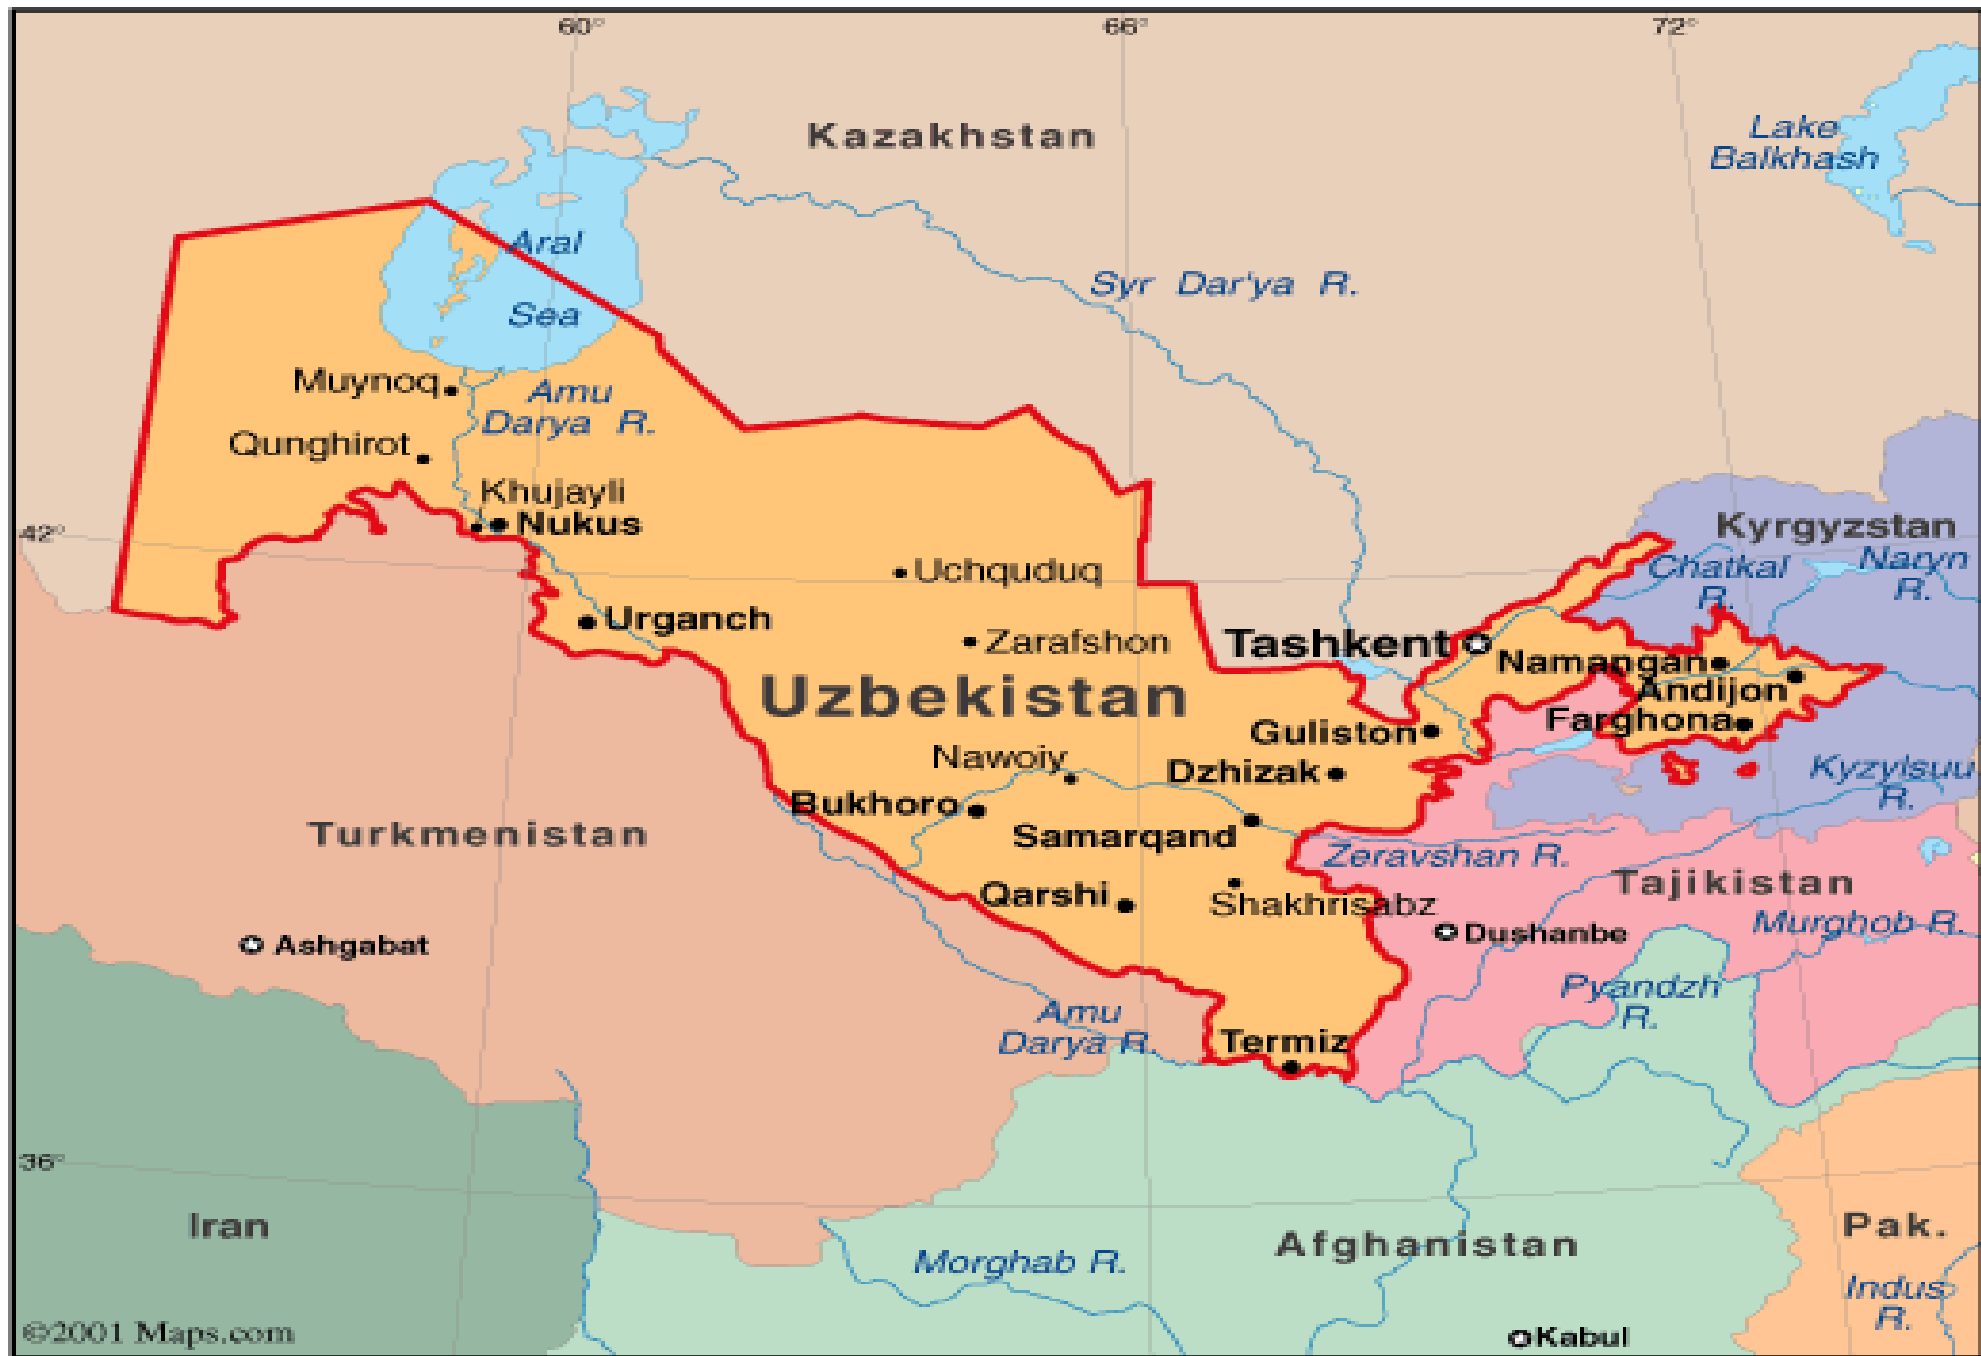 60°
66°
72°
Kazakhstan
Lake
Balkhash
Aral
Sea
Syr Dar'ya R.
Muynoq
Amu
Darya R.
Qunghirot
Khujayli
Nukus
42°
Kyrgyzstan
Chatkal
R.
Naryn
R.
Uchquduq
Urganch
Zarafshon
Tashkent
Namangan
Andijon
Uzbekistan
Farghona
Guliston
Nawoiy
Dzhizak
Kyzylsuu
R.
Bukhoro
Samarqand
Turkmenistan
Zeravshan R.
Tajikistan
Qarshi
Shakhrisabz
Murghob R.
Dushanbe
Ashgabat
Pyandzh
R.
Amu
Darya R.
Termiz
36°
Iran
Afghanistan
Pak.
Morghab R.
Indus
R.
©2001 Maps.com
Kabul